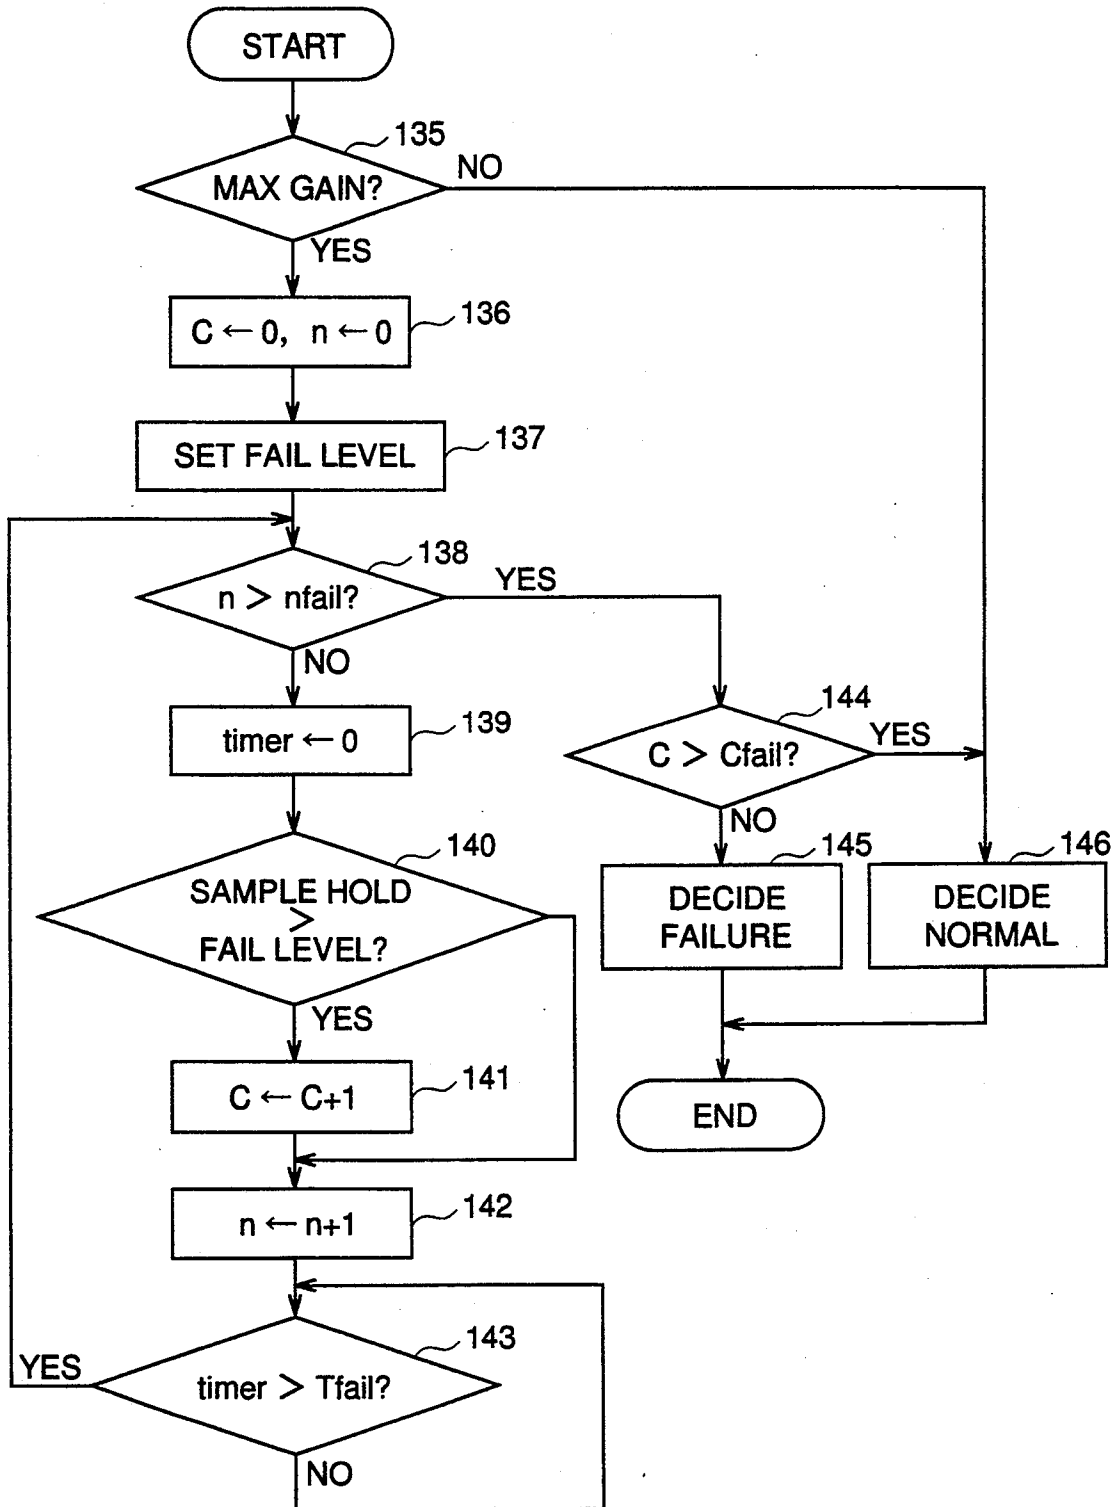 START
135
MAX GAIN?
NO
YES
136
C ← 0, n ← 0
137
SET FAIL LEVEL
138
n > nfail?
YES
NO
139
timer ← 0
144
C > Cfail?
YES
NO
140
SAMPLE HOLD
>
FAIL LEVEL?
YES
145
DECIDE
FAILURE
146
DECIDE
NORMAL
141
C ← C+1
END
142
n ← n+1
143
timer > Tfail?
YES
NO